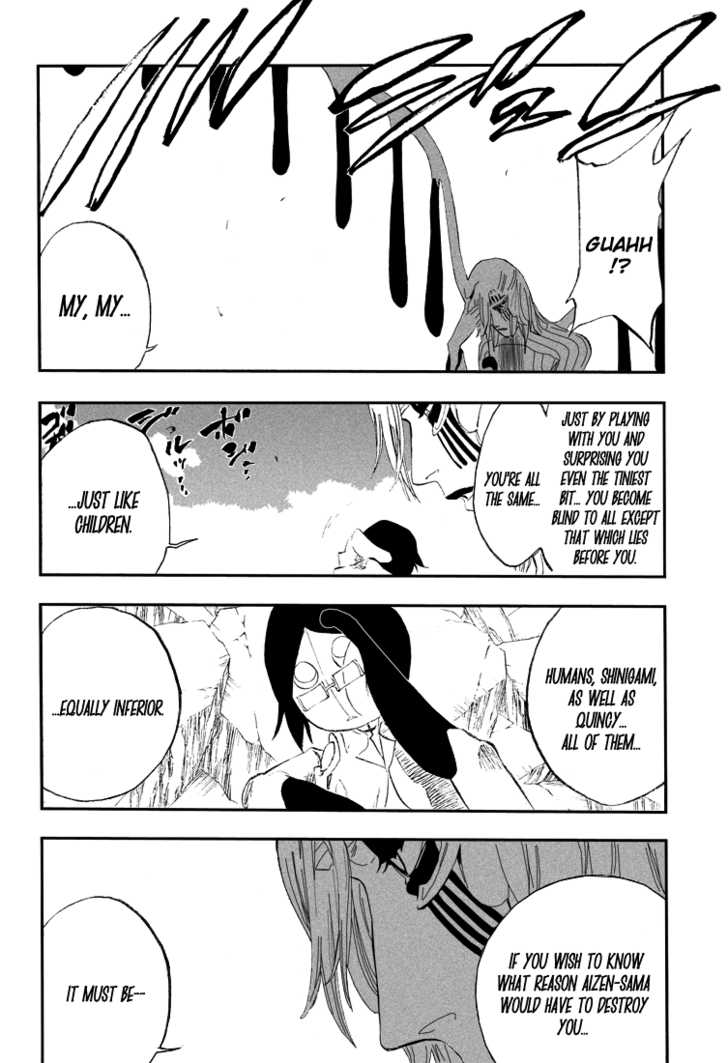 GUAHH
!?
MY, MY...
JUST BY PLAYING
WITH YOU AND
SURPRISING YOU
EVEN THE TINIEST
BIT... YOU BECOME
BLIND TO ALL EXCEPT
THAT WHICH LIES
BEFORE YOU.
YOU'RE ALL
THE SAME...
...JUST LIKE
CHILDREN.
HUMANS, SHINIGAMI,
AS WELL AS
QUINCY...
ALL OF THEM...
...EQUALLY INFERIOR.
IF YOU WISH TO KNOW
WHAT REASON AIZEN-SAMA
WOULD HAVE TO DESTROY
YOU...
IT MUST BE--